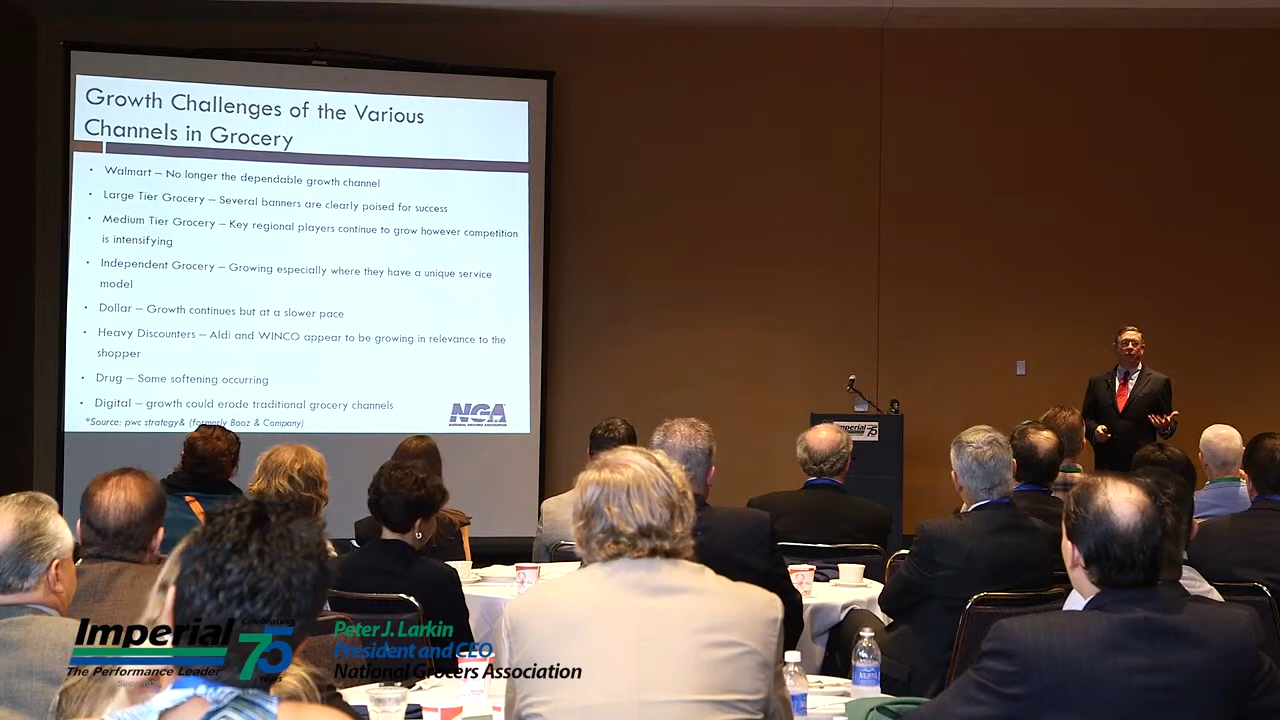 Growth Challenges of the Various
Channels in Grocery
• Walmart – No longer the dependable growth channel
• Large Tier Grocery – Several banners are clearly poised for success
• Medium Tier Grocery – Key regional players continue to grow however competition
is intensifying
• Independent Grocery – Growing especially where they have a unique service
model
• Dollar – Growth continues but at a slower pace
• Heavy Discounters – Aldi and WINCO appear to be growing in relevance to the
shopper
• Drug – Some softening occurring
• Digital – growth could erode traditional grocery channels
*Source: pwc strategy& (formerly Booz & Company)
NGA
NATIONAL GROCERS ASSOCIATION
Imperial 75
Imperial
Celebrating
75
Years
The Performance Leader
Peter J. Larkin
President and CEO
National Grocers Association